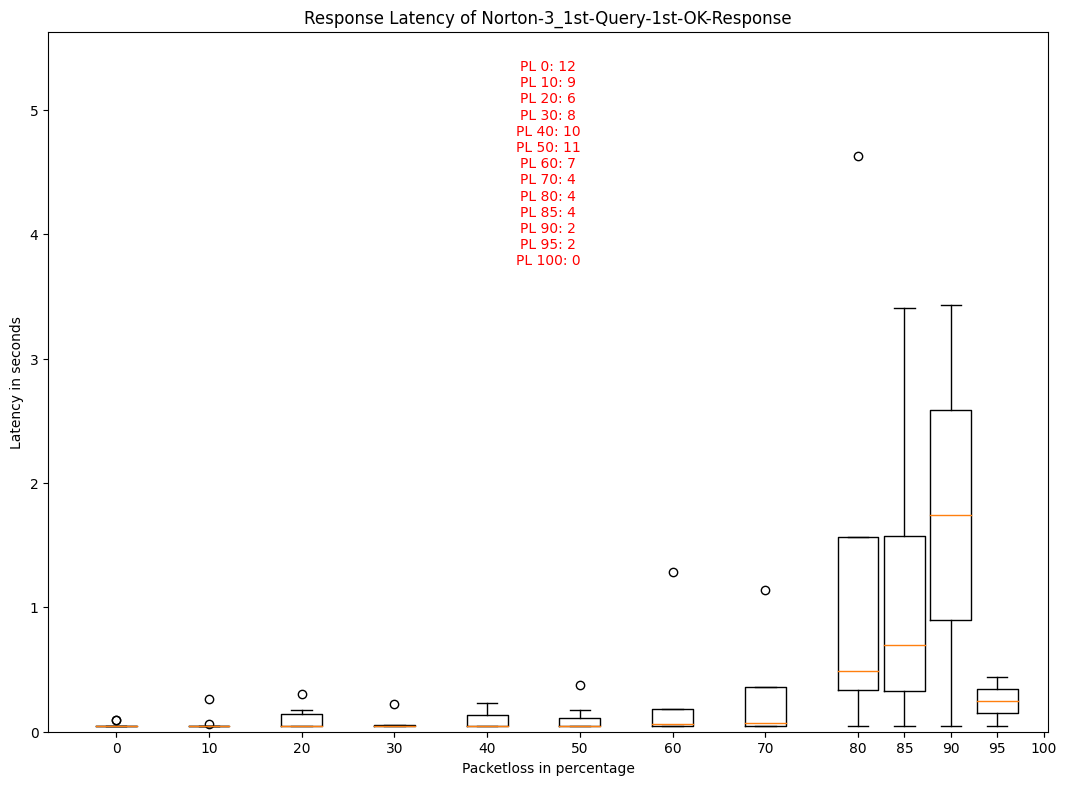 Response Latency of Norton-3_1st-Query-1st-OK-Response
PL 0: 12
PL 10: 9
PL 20: 6
PL 30: 8
PL 40: 10
PL 50: 11
PL 60: 7
PL 70: 4
PL 80: 4
PL 85: 4
PL 90: 2
PL 95: 2
PL 100: 0
Latency in seconds
5
4
3
2
1
0
0 10 20 30 40 50 60 70 80 85 90 95 100
Packetloss in percentage